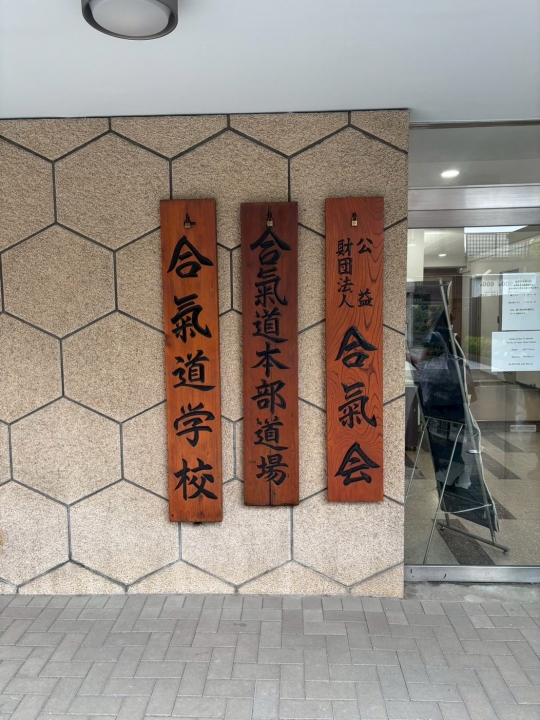 公益
財団法人
合氣会
合氣道本部道場
合氣道学校